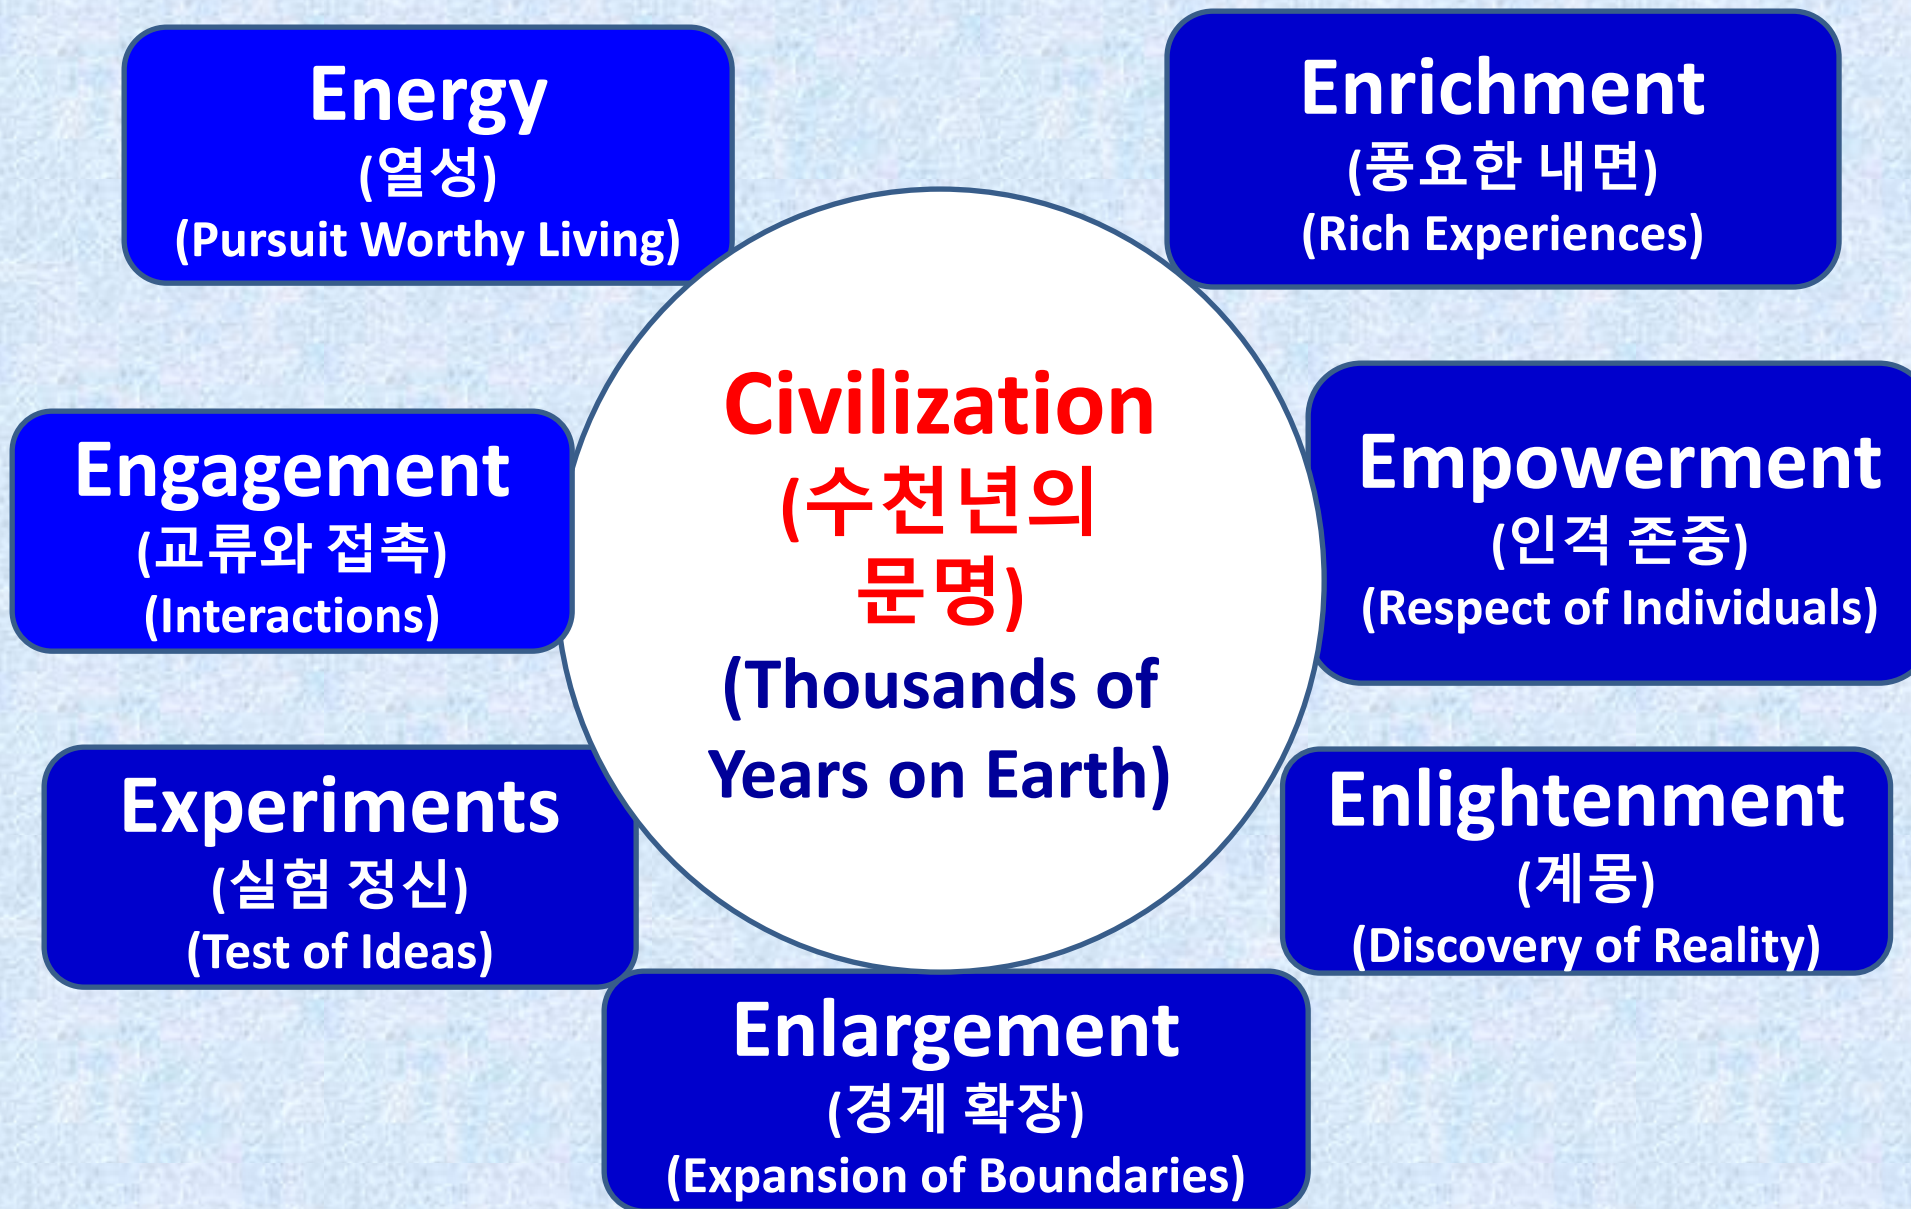 Energy
(열성)
(Pursuit Worthy Living)
Enrichment
(풍요한 내면)
(Rich Experiences)
Civilization
(수천년의
문명)
(Thousands of
Years on Earth)
Engagement
(교류와 접촉)
(Interactions)
Empowerment
(인격 존중)
(Respect of Individuals)
Experiments
(실험 정신)
(Test of Ideas)
Enlightenment
(계몽)
(Discovery of Reality)
Enlargement
(경계 확장)
(Expansion of Boundaries)